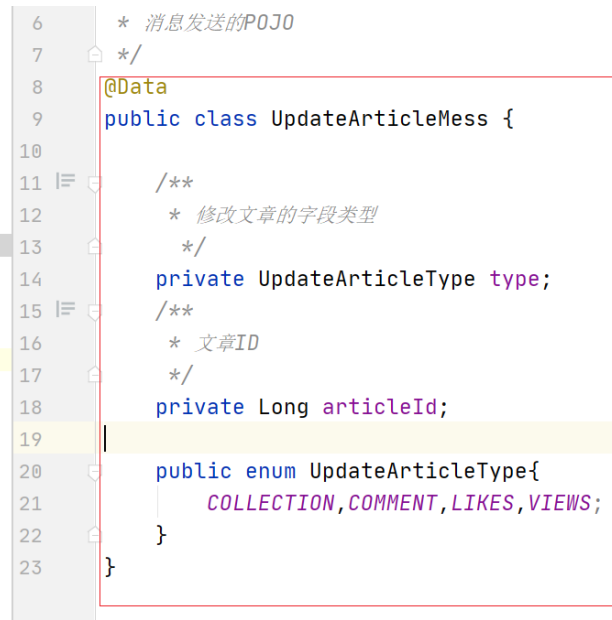 6 * 消息发送的POJO
7 */
8 @Data
9 public class UpdateArticleMess {
10
11 /**
12 * 修改文章的字段类型
13 */
14 private UpdateArticleType type;
15 /**
16 * 文章ID
17 */
18 private Long articleId;
19
20 public enum UpdateArticleType{
21 COLLECTION,COMMENT,LIKES,VIEWS;
22 }
23 }